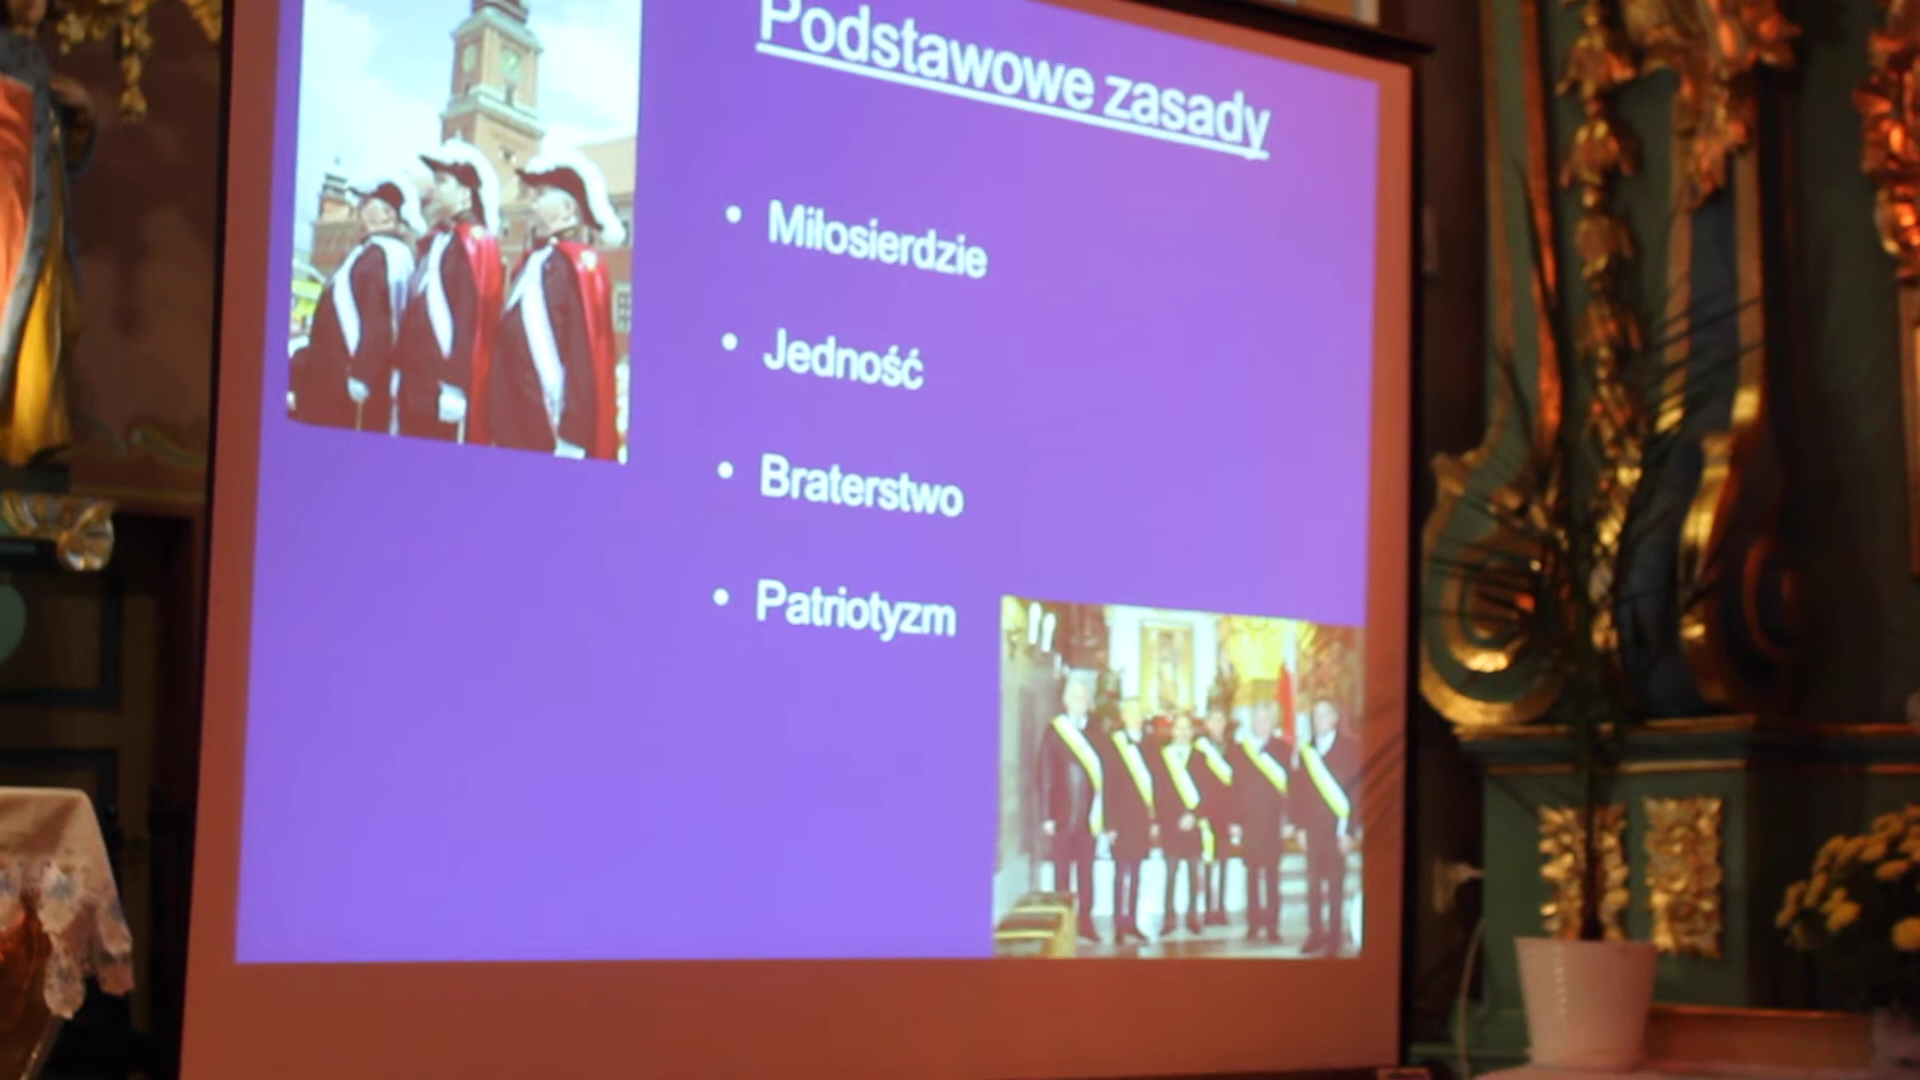 Podstawowe zasady
• Miłosierdzie
• Jedność
• Braterstwo
• Patriotyzm